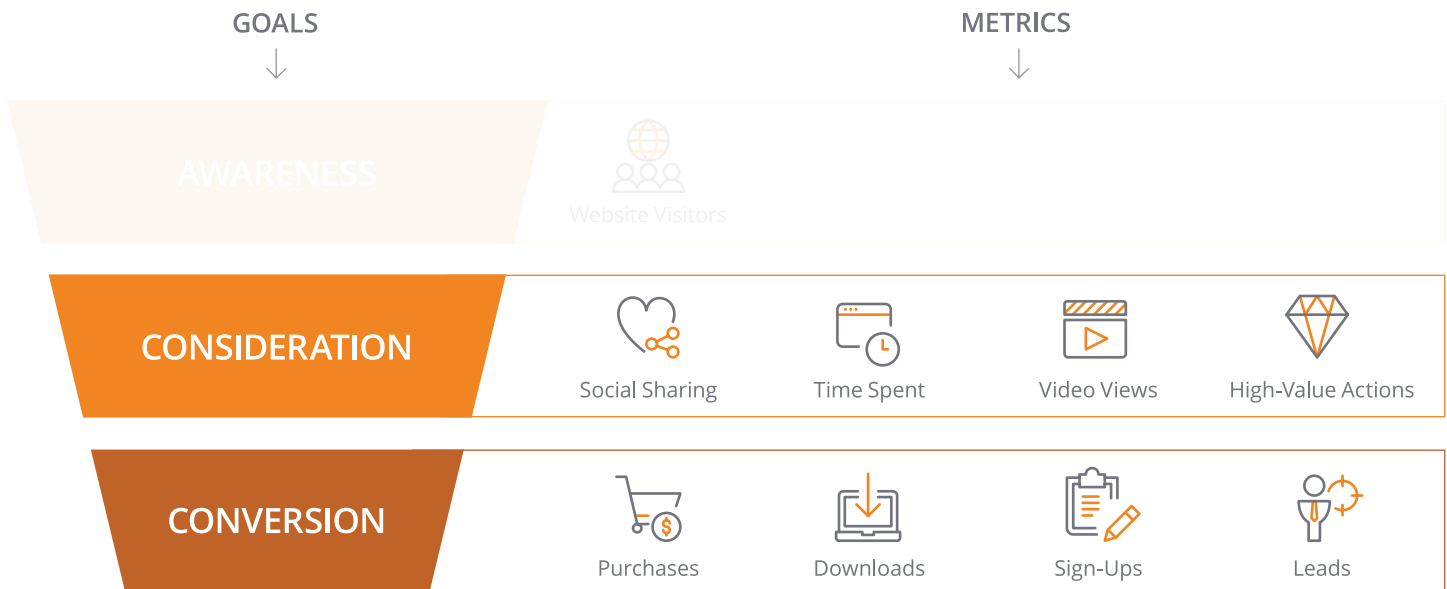 GOALS
METRICS
AWARENESS
Website Visitors
CONSIDERATION
Social Sharing
Time Spent
Video Views
High-Value Actions
CONVERSION
Purchases
Downloads
Sign-Ups
Leads